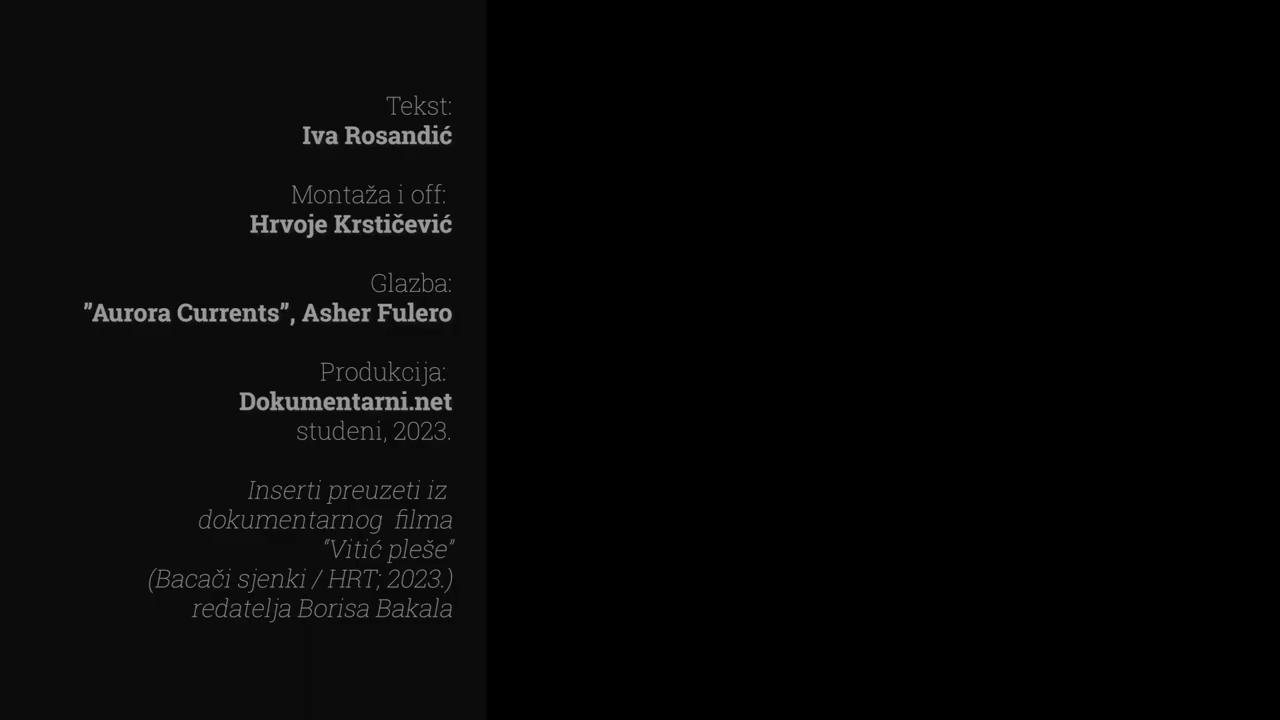 Tekst:
Iva Rosandić
Montaža i off:
Hrvoje Krstičević
Glazba:
”Aurora Currents”, Asher Fulero
Produkcija:
Dokumentarni.net
studeni, 2023.
Inserti preuzeti iz
dokumentarnog filma
“Vitić pleše”
(Bacači sjenki / HRT; 2023.)
redatelja Borisa Bakala